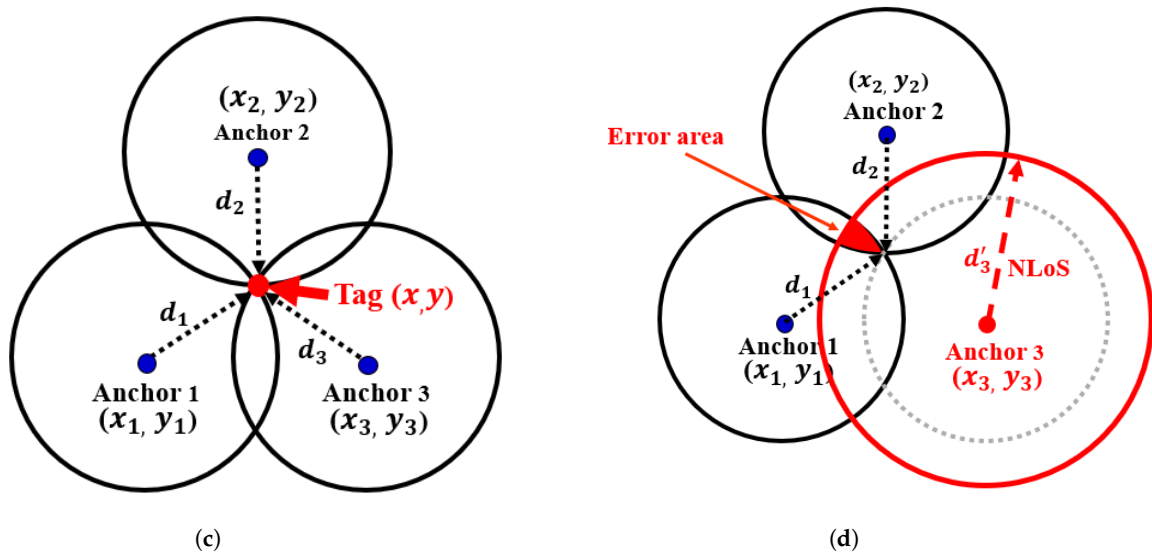 (x₂, y₂)
Anchor 2
d₂
Tag (x,y)
d₁
d₃
Anchor 1
(x₁, y₁)
Anchor 3
(x₃, y₃)
(c)
(x₂, y₂)
Anchor 2
Error area
d₂
d₃′
NLoS
d₁
Anchor 1
(x₁, y₁)
Anchor 3
(x₃, y₃)
(d)